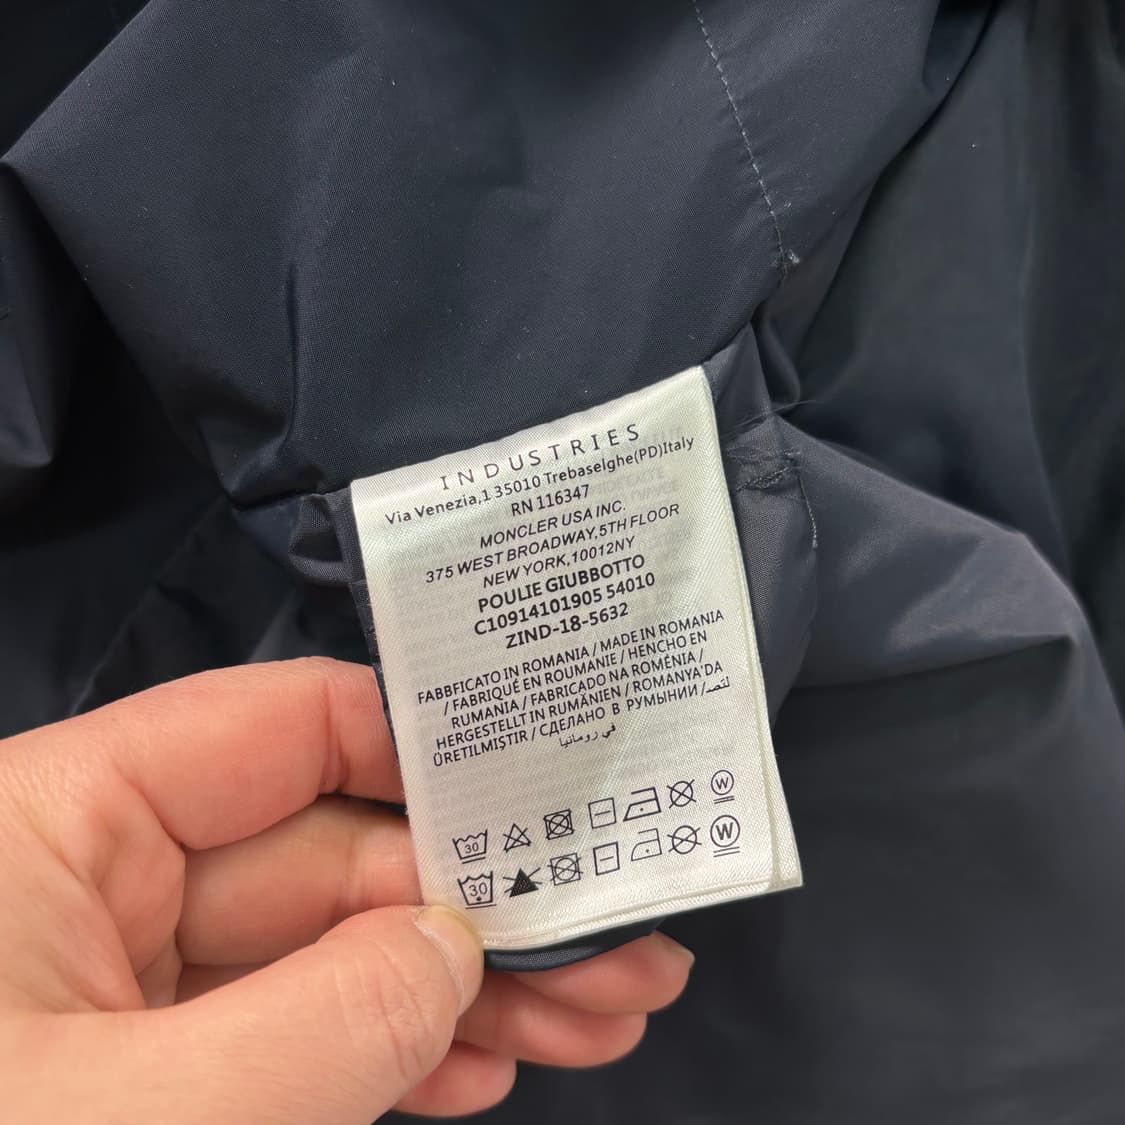 INDUSTRIES
Via Venezia,1 35010 Trebaselghe(PD)Italy
RN 116347
MONCLER USA INC.
375 WEST BROADWAY,5TH FLOOR
NEW YORK,10012NY
POULIE GIUBBOTTO
C10914101905 54010
ZIND-18-5632
FABBFICATO IN ROMANIA / MADE IN ROMANIA
/ FABRIQUÉ EN ROUMANIE / HENCHO EN
RUMANIA / FABRICADO NA ROMÉNIA /
HERGESTELLT IN RUMÄNIEN / ROMANYA'DA
ÜRETILMIŞTIR / СДЕЛАНО В РУМЫНИИ /
في رومانيا
30 W
30 W